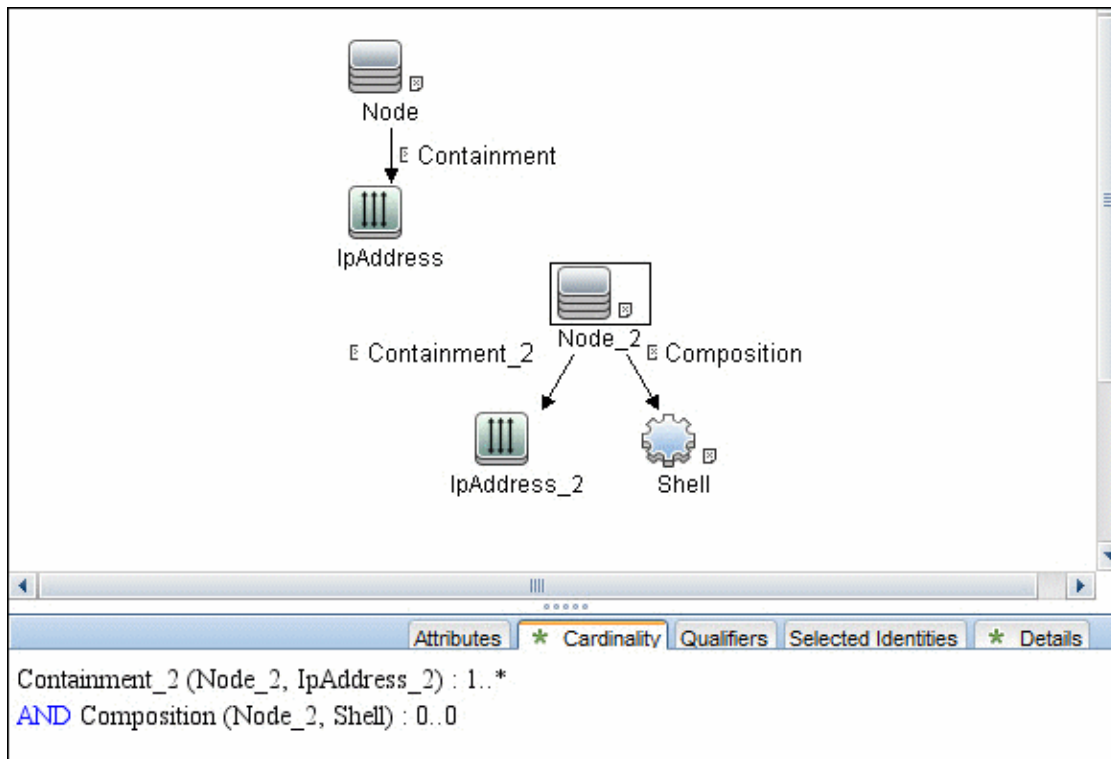 Node
Containment
IpAddress
Node_2
Containment_2
Composition
IpAddress_2
Shell
Attributes * Cardinality Qualifiers Selected Identities * Details
Containment_2 (Node_2, IpAddress_2) : 1..*
AND Composition (Node_2, Shell) : 0..0